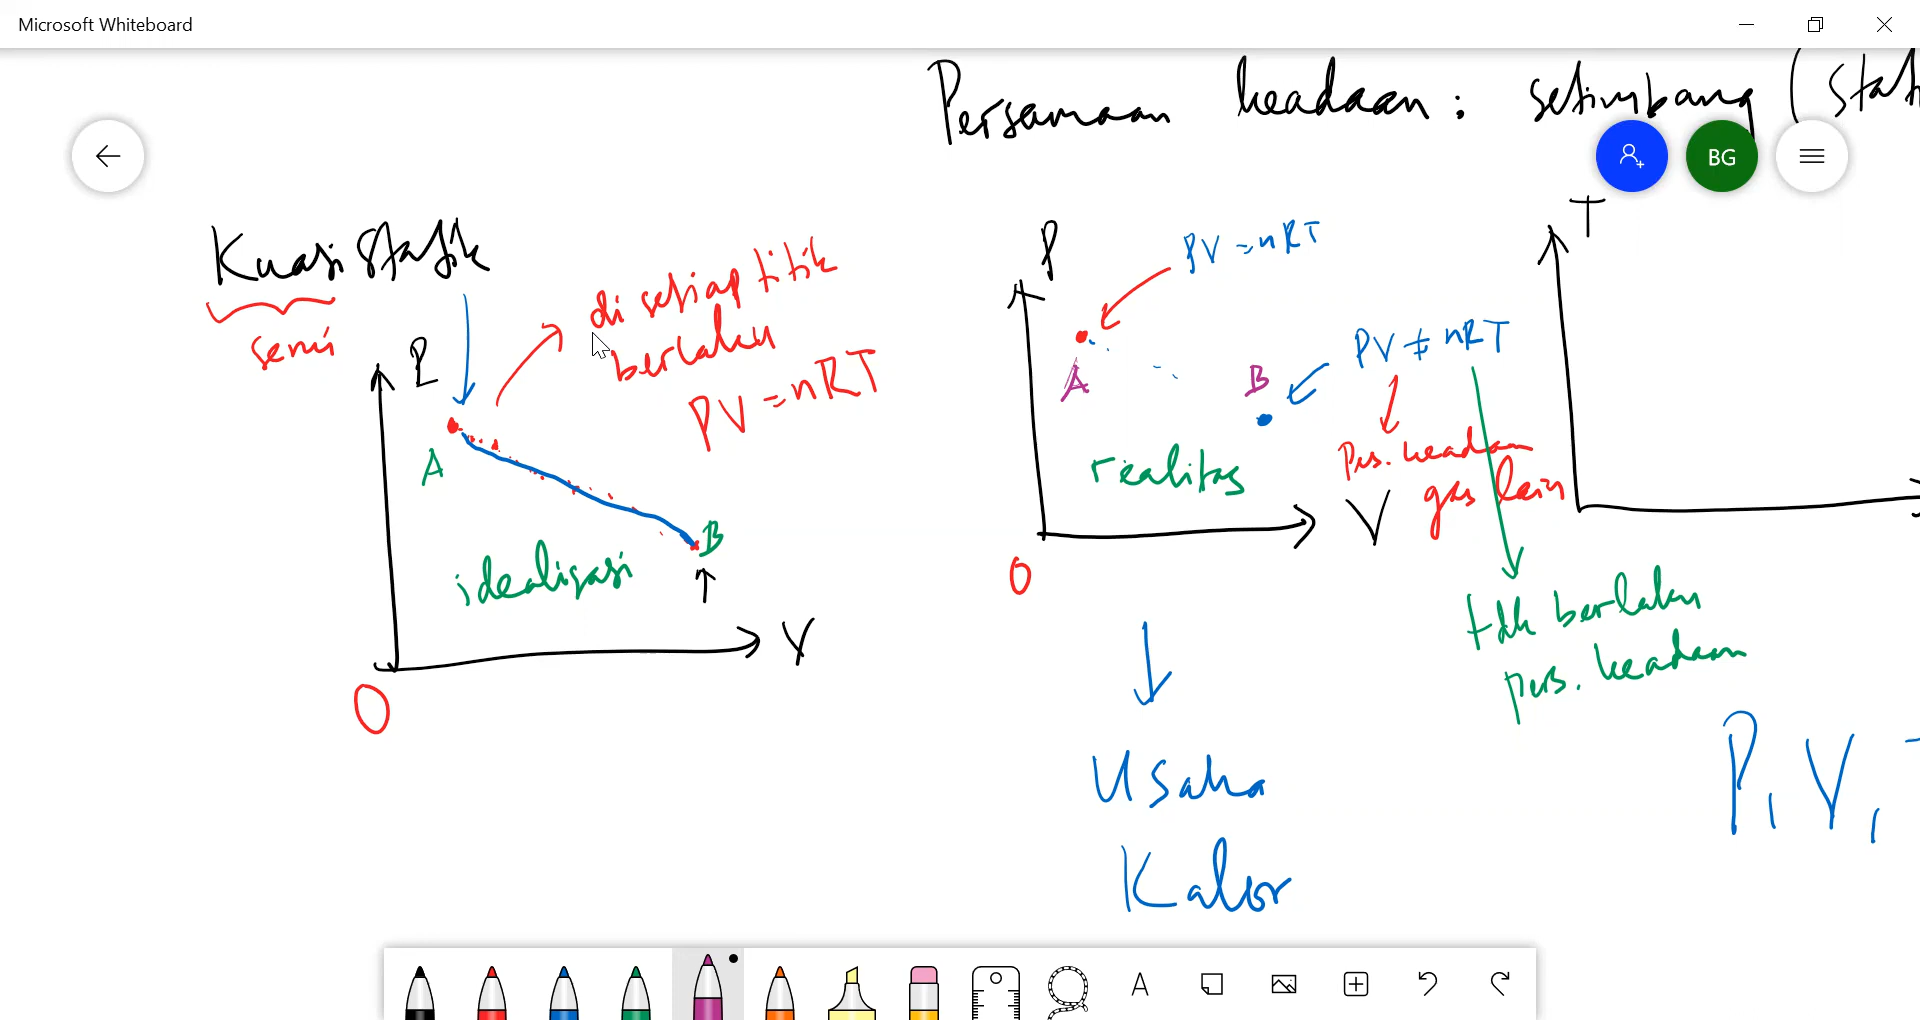 Microsoft Whiteboard
Persamaan keadaan : setimbang (stati
BG
Kuasi statik
semi
di setiap titik
berlaku
PV = nRT
P
A
B
idealisasi
V
O
P
PV = nRT
A
B
PV ≠ nRT
Pers. keadaan
gas lain
realitas
V
O
tdk berlaku
pers. keadaan
Usaha
Kalor
T
P, V,
A